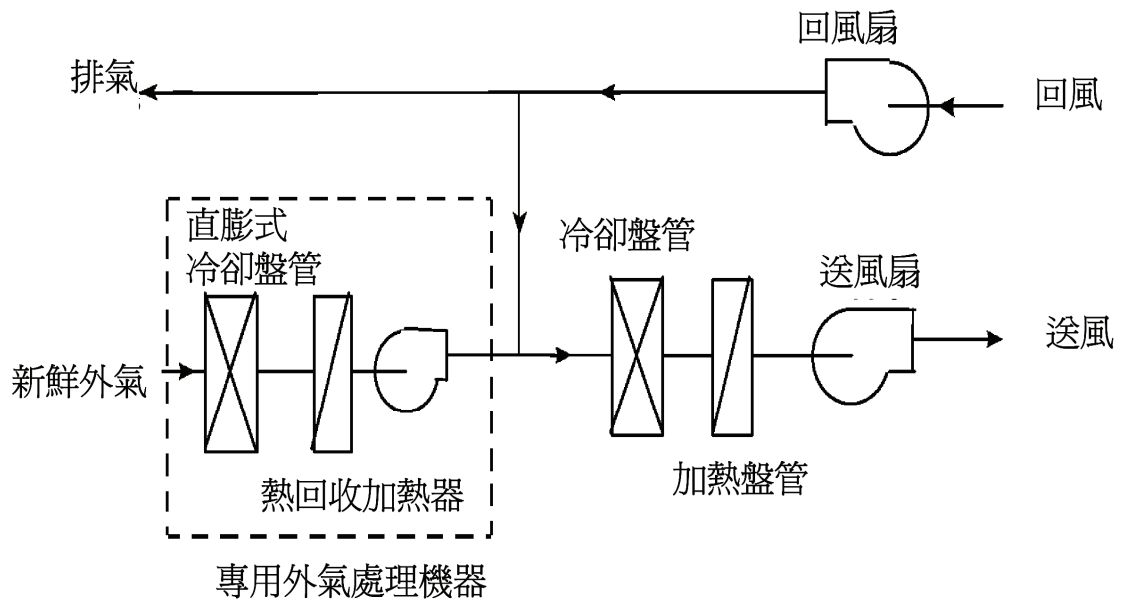 回風扇
排氣
回風
直膨式
冷卻盤管
冷卻盤管
送風扇
送風
新鮮外氣
熱回收加熱器
加熱盤管
專用外氣處理機器